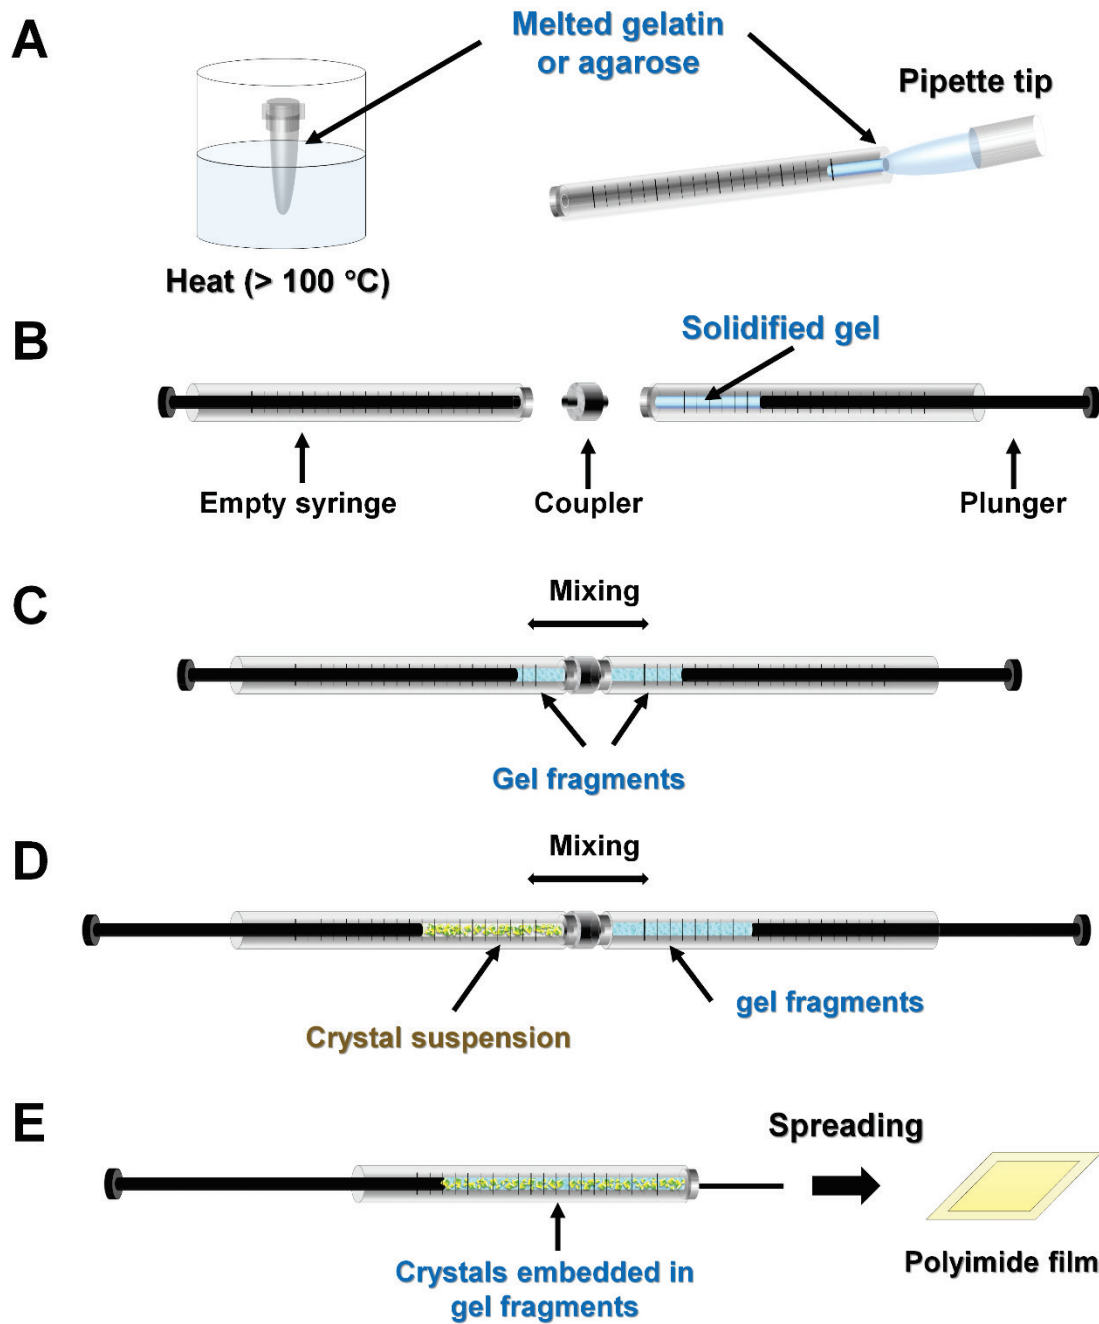 A
Melted gelatin
or agarose
Pipette tip
Heat (> 100 °C)
B
Solidified gel
Empty syringe
Coupler
Plunger
C
Mixing
Gel fragments
D
Mixing
gel fragments
Crystal suspension
E
Spreading
Crystals embedded in
gel fragments
Polyimide film